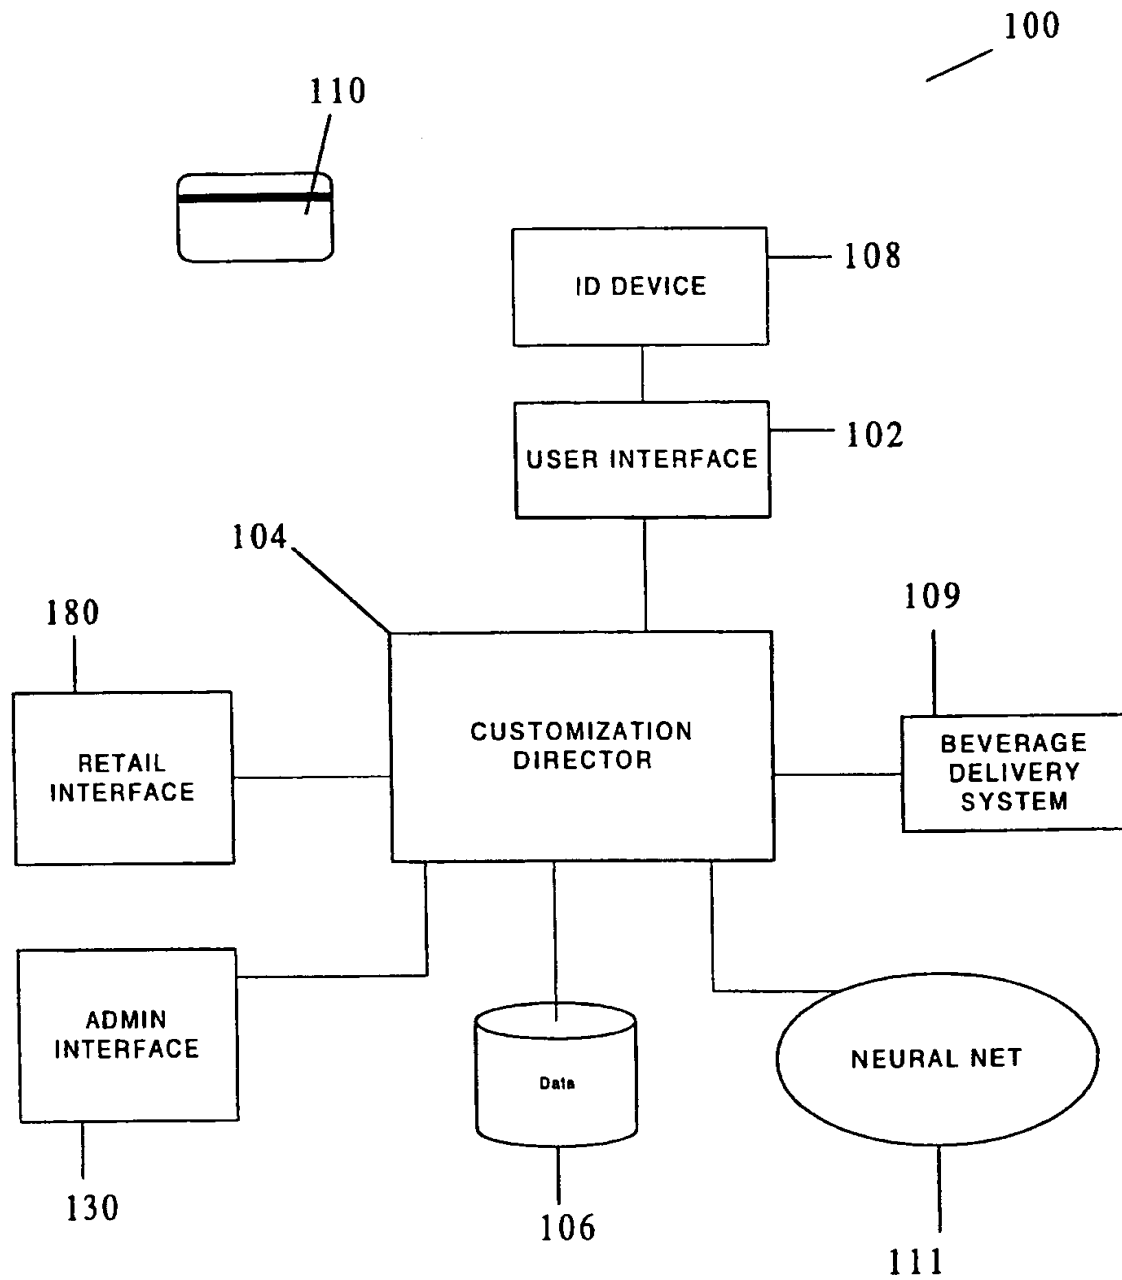 100
110
ID DEVICE
108
USER INTERFACE
102
104
180
109
RETAIL
INTERFACE
CUSTOMIZATION
DIRECTOR
BEVERAGE
DELIVERY
SYSTEM
ADMIN
INTERFACE
Data
NEURAL NET
130
106
111